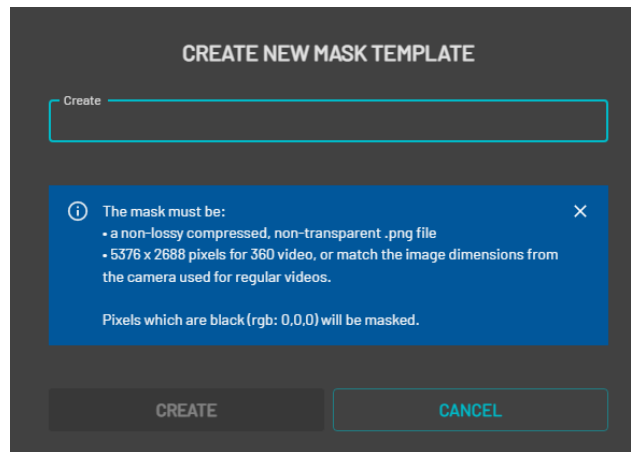 CREATE NEW MASK TEMPLATE
Create
The mask must be:
• a non-lossy compressed, non-transparent .png file
• 5376 x 2688 pixels for 360 video, or match the image dimensions from
the camera used for regular videos.
Pixels which are black (rgb: 0,0,0) will be masked.
CREATE
CANCEL